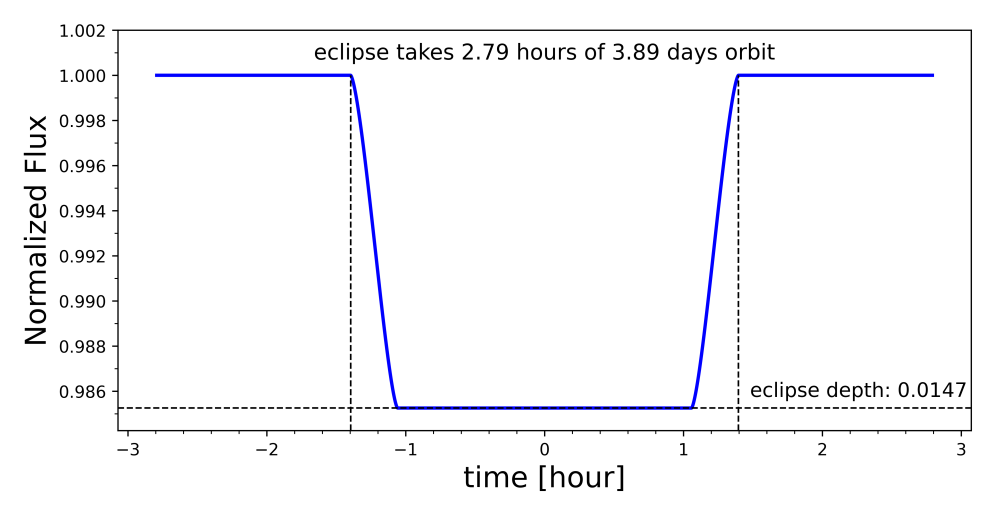 eclipse takes 2.79 hours of 3.89 days orbit
Normalized Flux
1.002
1.000
0.998
0.996
0.994
0.992
0.990
0.988
0.986
eclipse depth: 0.0147
−3 −2 −1 0 1 2 3
time [hour]